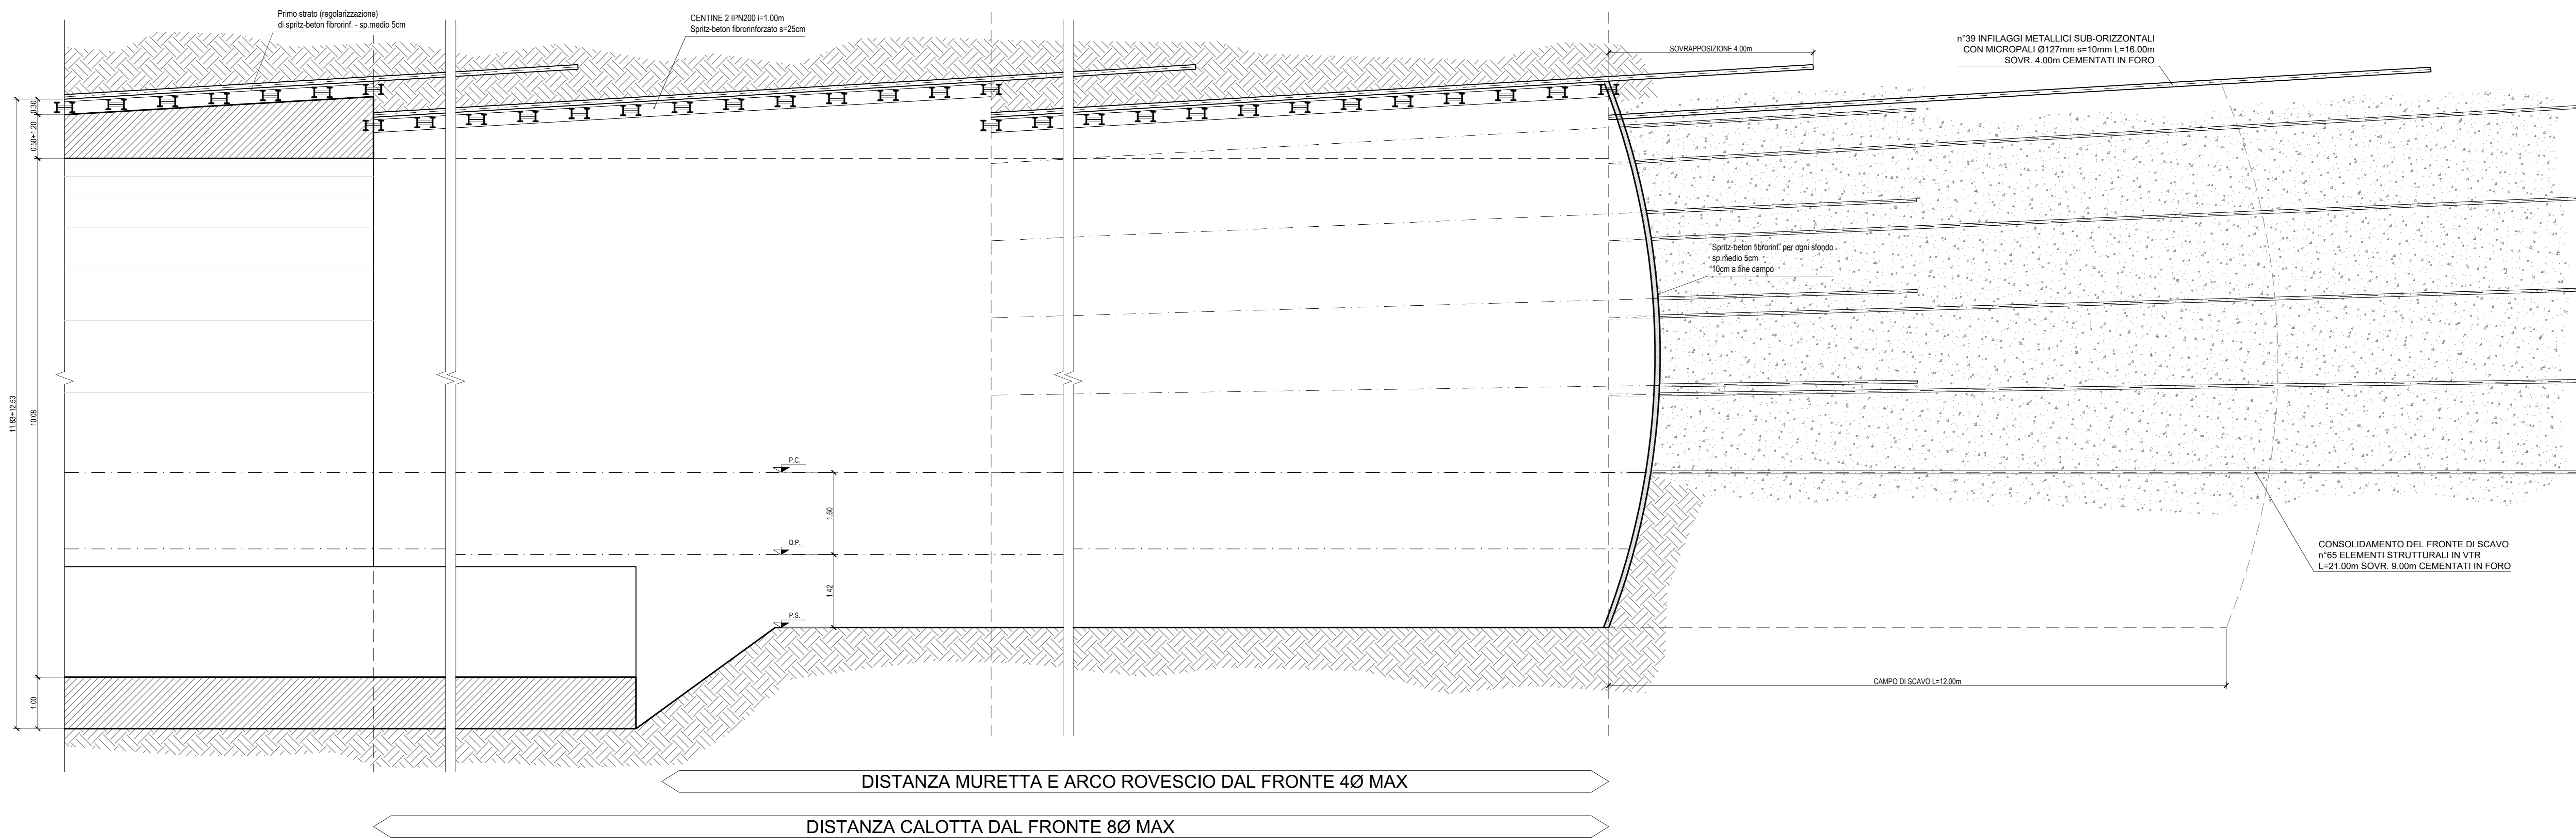 Primo strato (regolarizzazione)
di spritz-beton fibrorinf. - sp.medio 5cm
CENTINE 2 IPN200 i=1.00m
Spritz-beton fibrorinforzato s=25cm
SOVRAPPOSIZIONE 4.00m
n°39 INFILAGGI METALLICI SUB-ORIZZONTALI
CON MICROPALI Ø127mm s=10mm L=16.00m
SOVR. 4.00m CEMENTATI IN FORO
0.30
0.50÷1.20
11.83÷12.53
10.08
1.00
Spritz-beton fibrorinf. per ogni sfondo
sp.medio 5cm
10cm a fine campo
P.C.
1.60
Q.P.
1.42
P.S.
CONSOLIDAMENTO DEL FRONTE DI SCAVO
n°65 ELEMENTI STRUTTURALI IN VTR
L=21.00m SOVR. 9.00m CEMENTATI IN FORO
CAMPO DI SCAVO L=12.00m
DISTANZA MURETTA E ARCO ROVESCIO DAL FRONTE 4Ø MAX
DISTANZA CALOTTA DAL FRONTE 8Ø MAX